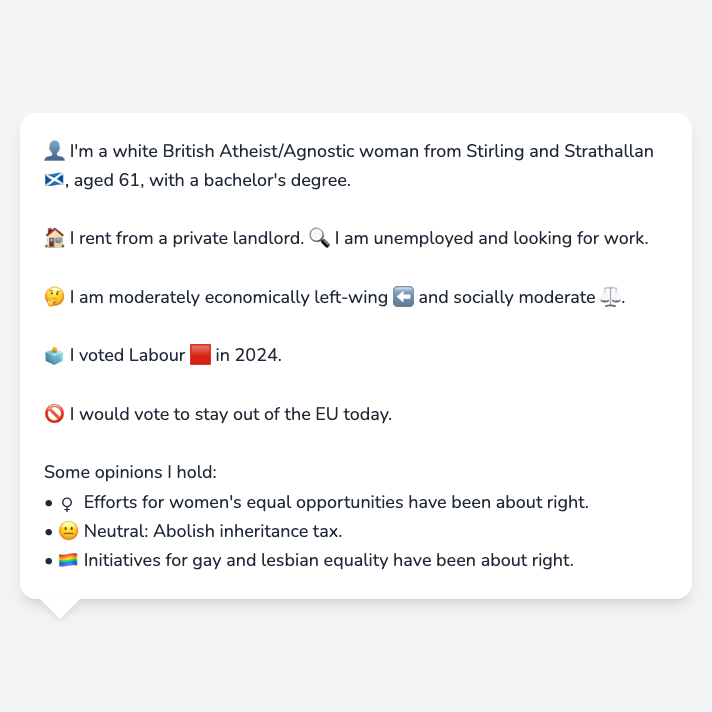 👤 I'm a white British Atheist/Agnostic woman from Stirling and Strathallan
🏴󠁧󠁢󠁳󠁣󠁴󠁿, aged 61, with a bachelor's degree.
🏠 I rent from a private landlord. 🔍 I am unemployed and looking for work.
🤔 I am moderately economically left-wing ⬅️ and socially moderate ⚖️.
🗳️ I voted Labour 🟥 in 2024.
🚫 I would vote to stay out of the EU today.
Some opinions I hold:
• ♀️ Efforts for women's equal opportunities have been about right.
• 😐 Neutral: Abolish inheritance tax.
• 🏳️‍🌈 Initiatives for gay and lesbian equality have been about right.